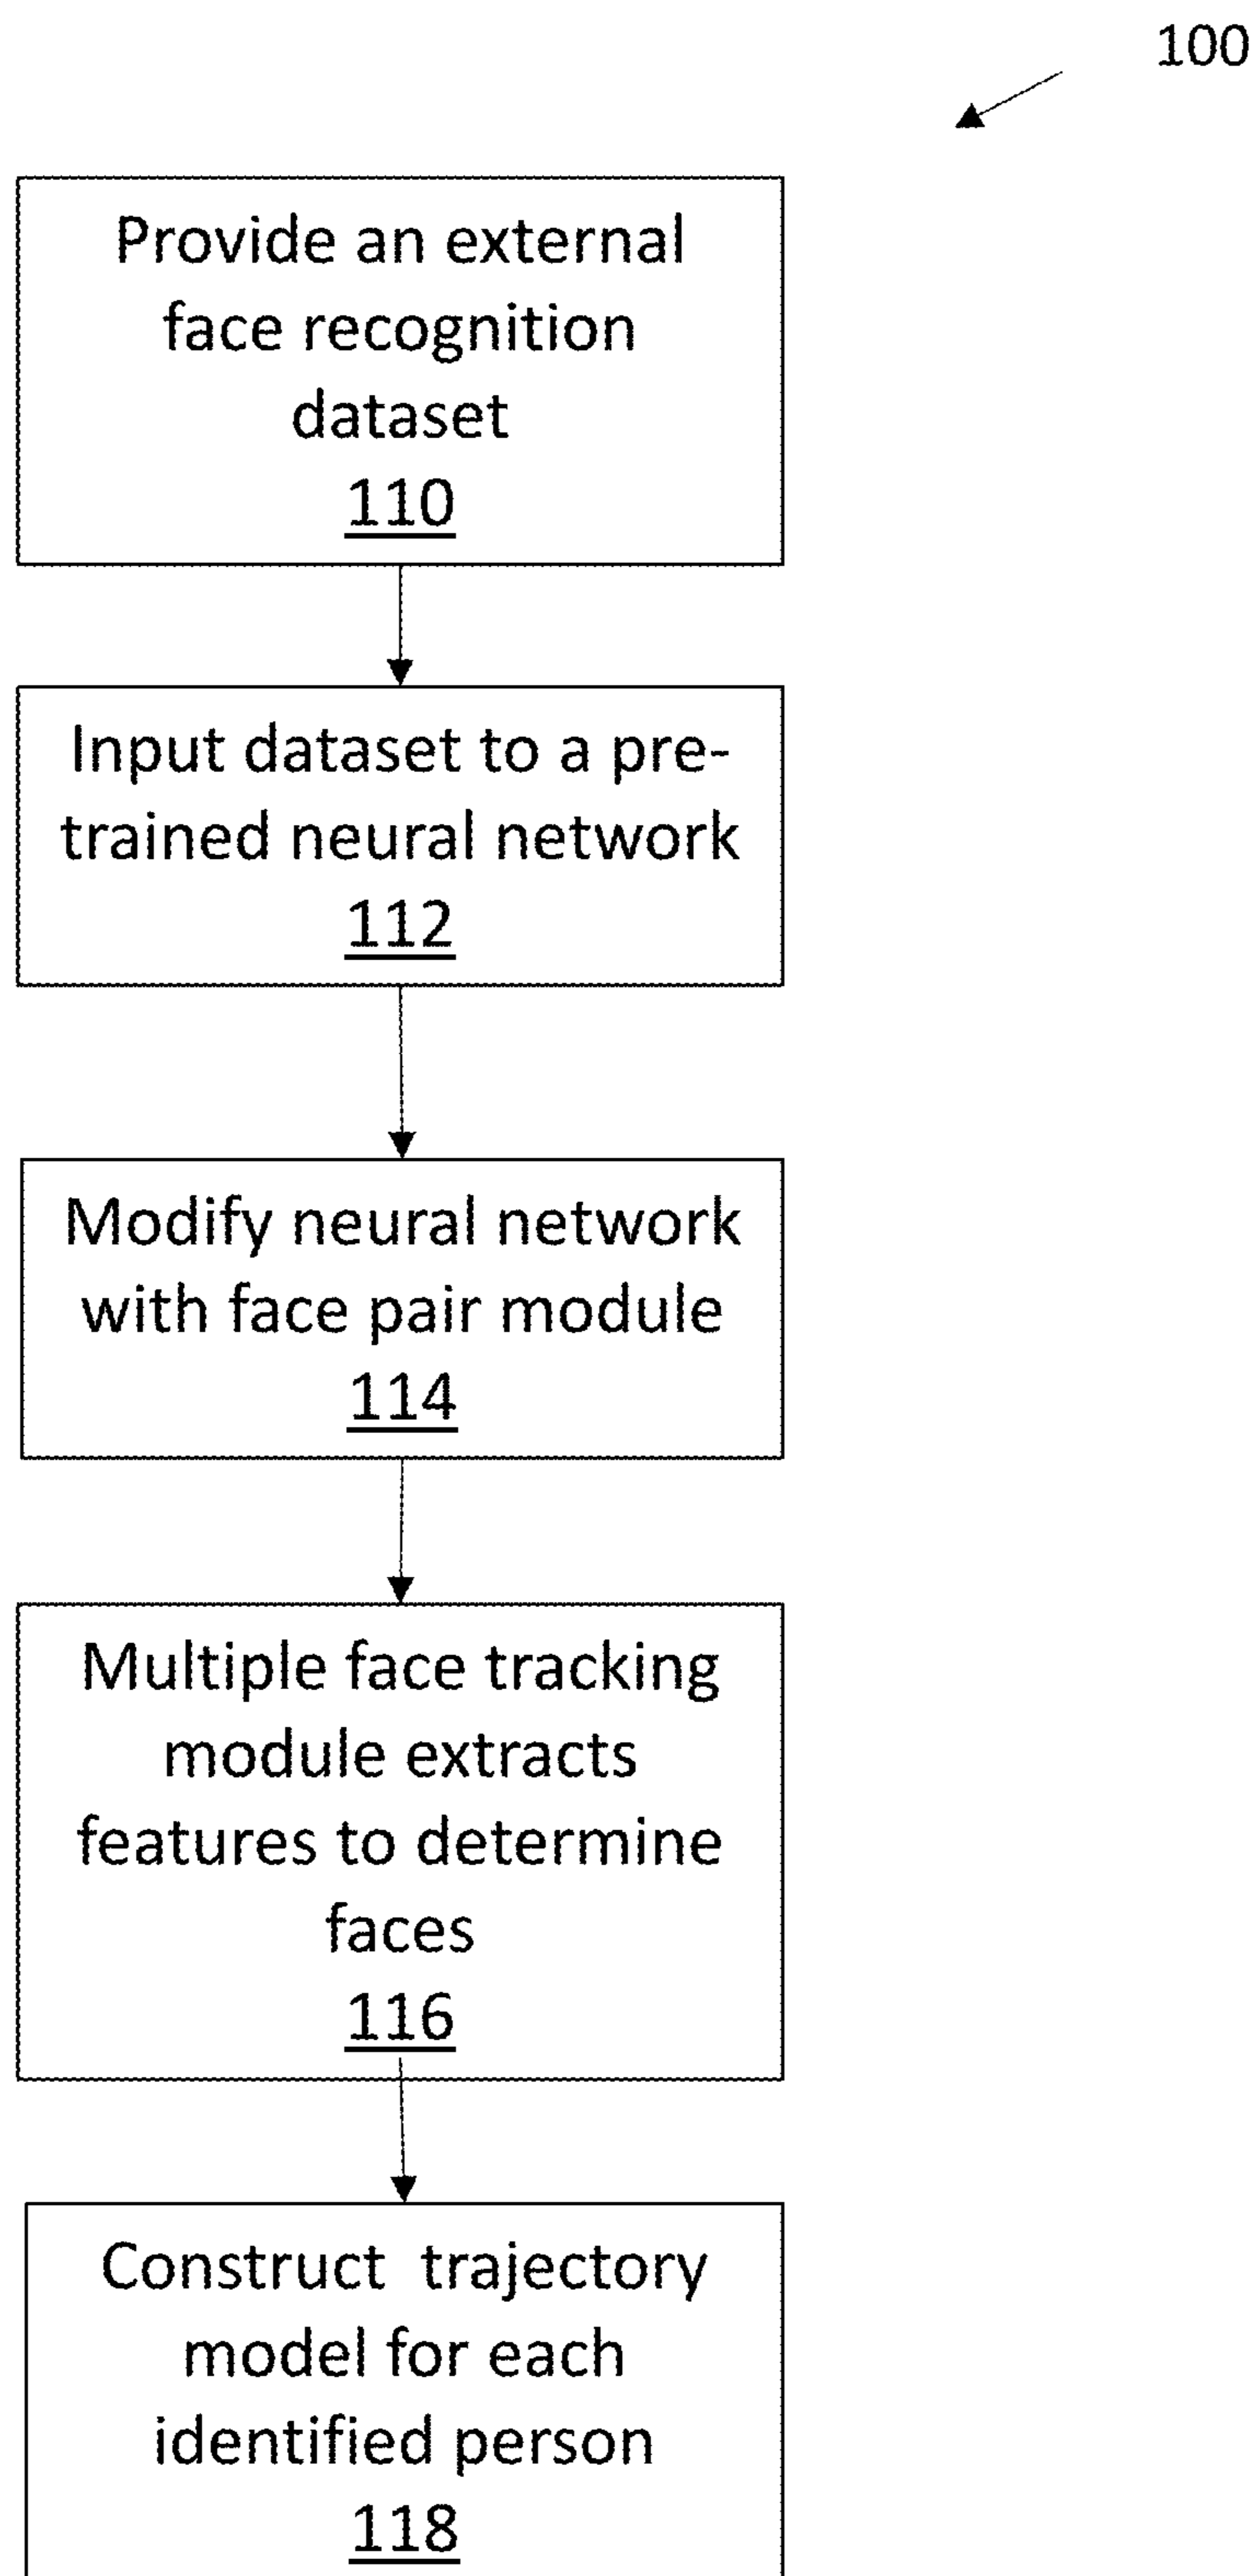 100
Provide an external
face recognition
dataset
110
Input dataset to a pre-
trained neural network
112
Modify neural network
with face pair module
114
Multiple face tracking
module extracts
features to determine
faces
116
Construct trajectory
model for each
identified person
118